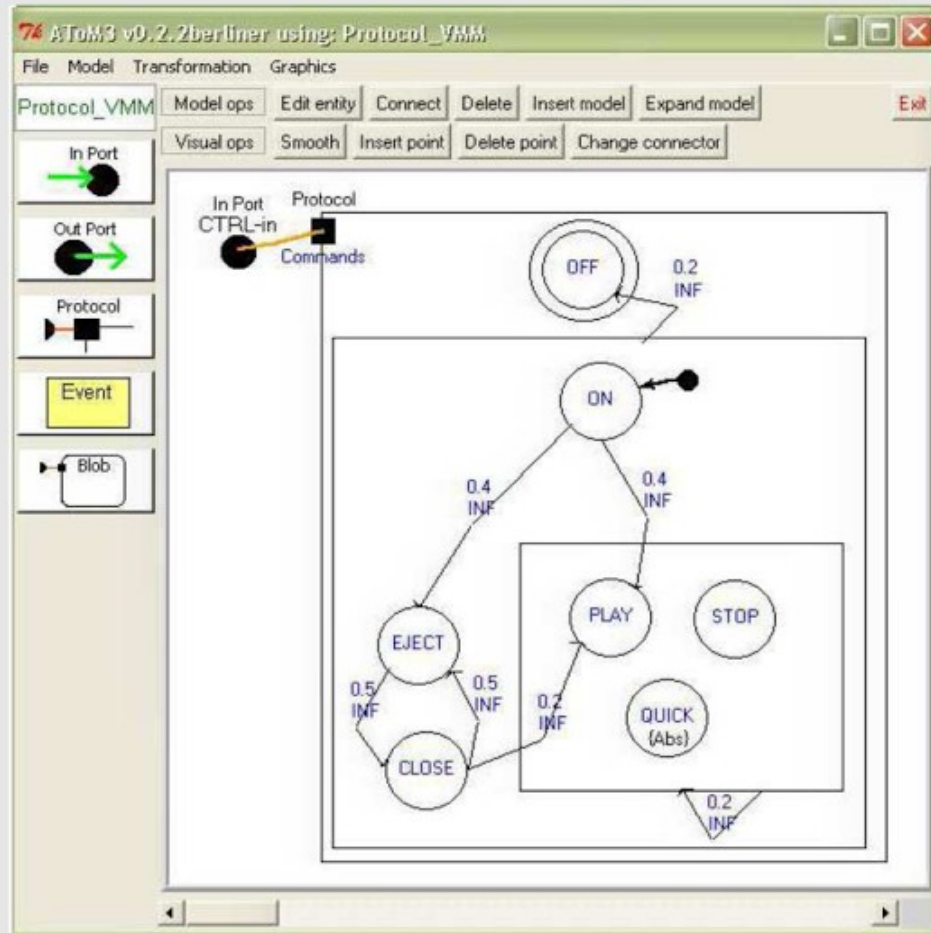 AToM3 v0.2.2berliner using: Protocol_VMM
File Model Transformation Graphics
Protocol_VMM
Model ops Edit entity Connect Delete Insert model Expand model Exit
Visual ops Smooth Insert point Delete point Change connector
In Port
Out Port
Protocol
Event
Blob
In Port
CTRL-in
Protocol
Commands
OFF
0.2
INF
ON
0.4
INF
0.4
INF
EJECT
PLAY
STOP
0.5
INF
0.5
INF
0.2
INF
QUICK
{Abs}
CLOSE
0.2
INF